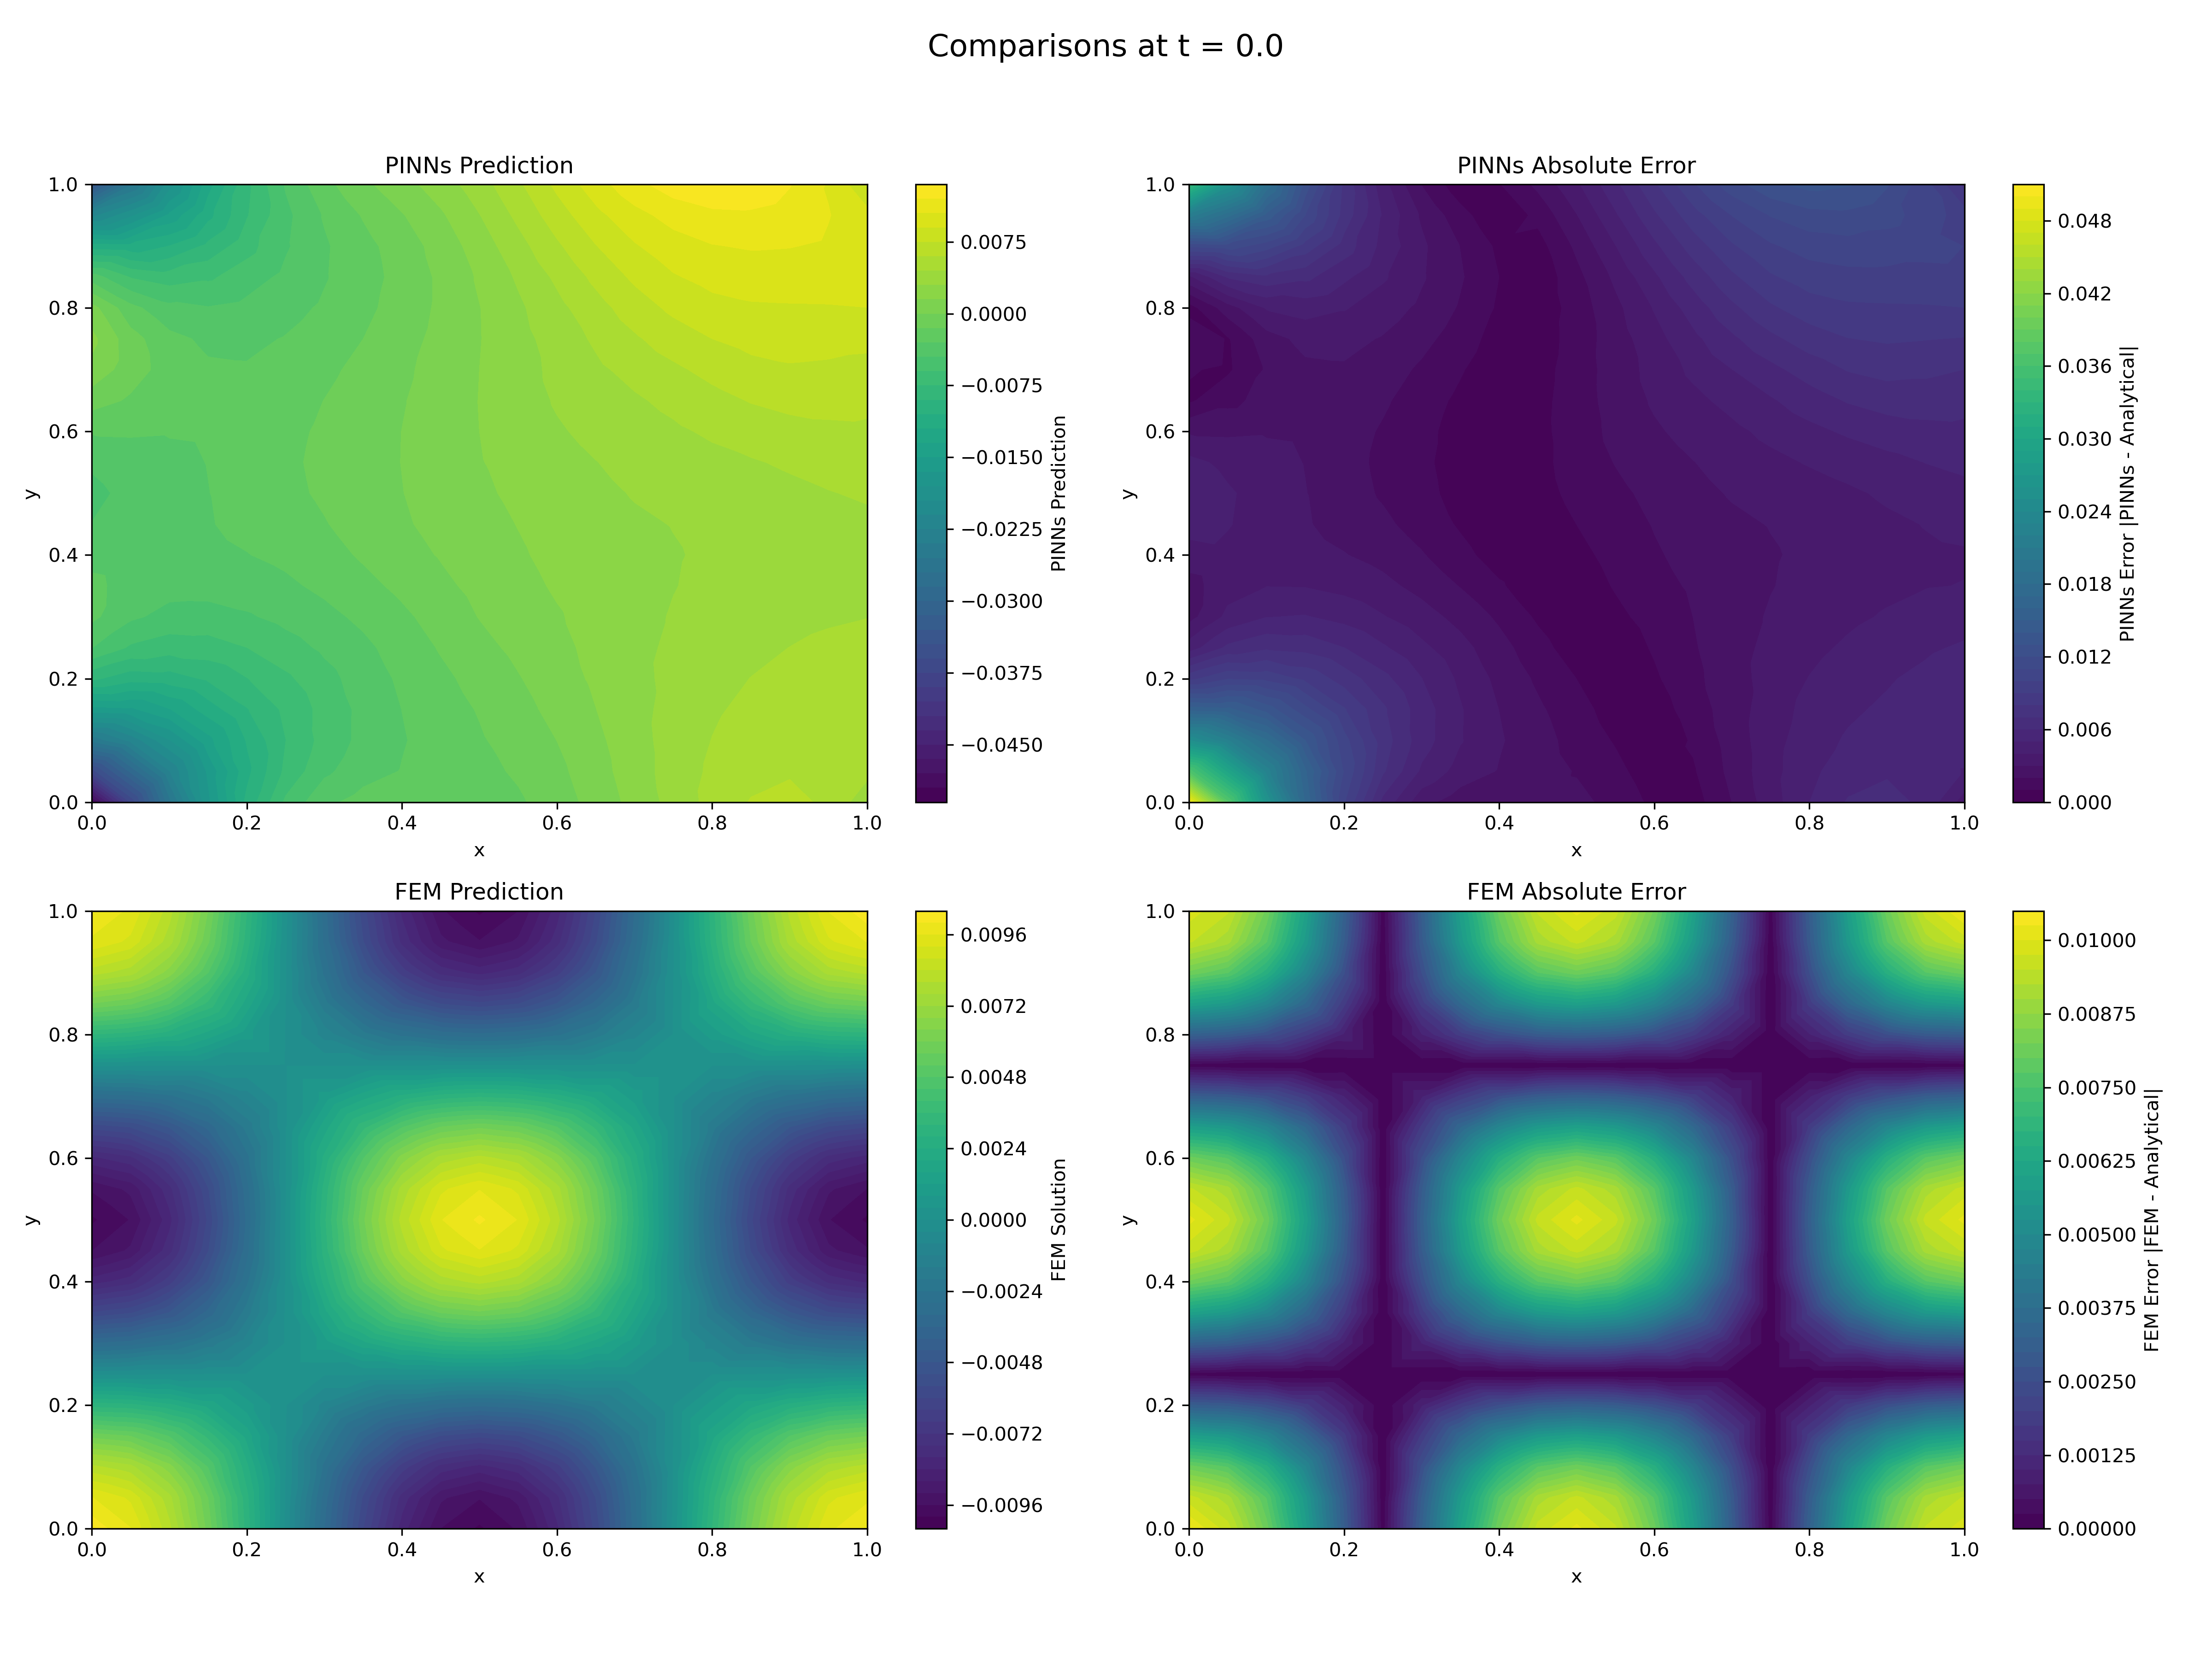 Comparisons at t = 0.0
PINNs Prediction
1.0
0.8
0.6
0.4
0.2
0.0
y
0.0 0.2 0.4 0.6 0.8 1.0
x
0.0075
0.0000
−0.0075
−0.0150
−0.0225
−0.0300
−0.0375
−0.0450
PINNs Prediction
PINNs Absolute Error
1.0
0.8
0.6
0.4
0.2
0.0
y
0.0 0.2 0.4 0.6 0.8 1.0
x
0.048
0.042
0.036
0.030
0.024
0.018
0.012
0.006
0.000
PINNs Error |PINNs - Analytical|
FEM Prediction
1.0
0.8
0.6
0.4
0.2
0.0
y
0.0 0.2 0.4 0.6 0.8 1.0
x
0.0096
0.0072
0.0048
0.0024
0.0000
−0.0024
−0.0048
−0.0072
−0.0096
FEM Solution
FEM Absolute Error
1.0
0.8
0.6
0.4
0.2
0.0
y
0.0 0.2 0.4 0.6 0.8 1.0
x
0.01000
0.00875
0.00750
0.00625
0.00500
0.00375
0.00250
0.00125
0.00000
FEM Error |FEM - Analytical|